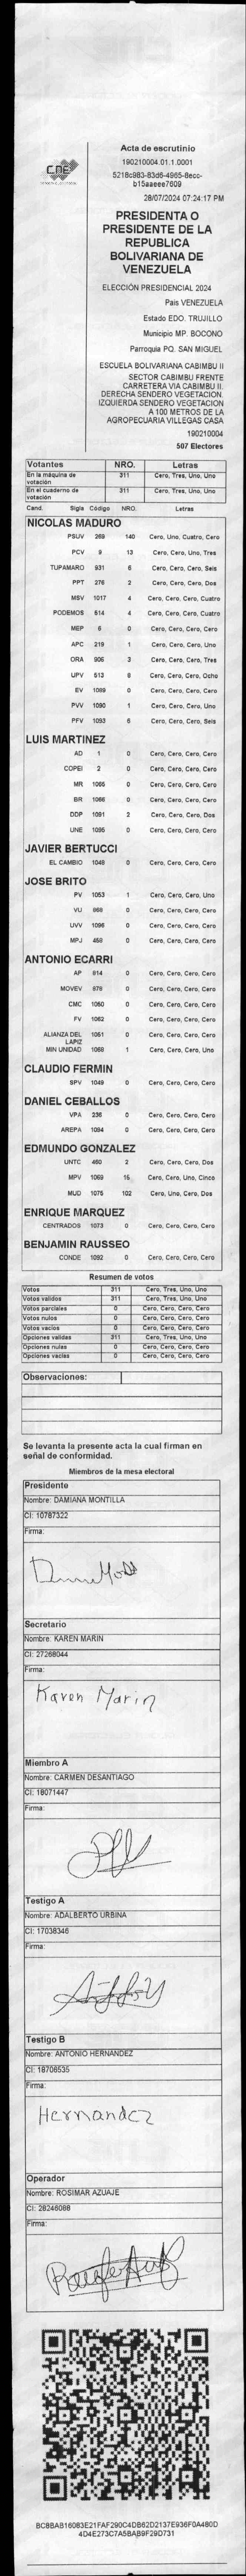 CNE
Acta de escrutinio
190210004.01.1.0001
5218c983-83d6-4965-8ecc-
b15aaeee7609
28/07/2024 07:24:17 PM
PRESIDENTA O
PRESIDENTE DE LA
REPUBLICA
BOLIVARIANA DE
VENEZUELA
ELECCIÓN PRESIDENCIAL 2024
Pais VENEZUELA
Estado EDO. TRUJILLO
Municipio MP. BOCONO
Parroquia PQ. SAN MIGUEL
ESCUELA BOLIVARIANA CABIMBU II
SECTOR CABIMBU FRENTE
CARRETERA VIA CABIMBU II.
DERECHA SENDERO VEGETACION.
IZQUIERDA SENDERO VEGETACION
A 100 METROS DE LA
AGROPECUARIA VILLEGAS CASA
190210004
507 Electores
Votantes NRO. Letras
En la máquina de votación 311 Cero, Tres, Uno, Uno
En el cuaderno de votación 311 Cero, Tres, Uno, Uno
Cand. Sigla Código NRO. Letras
NICOLAS MADURO
PSUV 269 140 Cero, Uno, Cuatro, Cero
PCV 9 13 Cero, Cero, Uno, Tres
TUPAMARO 931 6 Cero, Cero, Cero, Seis
PPT 276 2 Cero, Cero, Cero, Dos
MSV 1017 4 Cero, Cero, Cero, Cuatro
PODEMOS 514 4 Cero, Cero, Cero, Cuatro
MEP 6 0 Cero, Cero, Cero, Cero
APC 219 1 Cero, Cero, Cero, Uno
ORA 906 3 Cero, Cero, Cero, Tres
UPV 513 8 Cero, Cero, Cero, Ocho
EV 1089 0 Cero, Cero, Cero, Cero
PVV 1090 1 Cero, Cero, Cero, Uno
PFV 1093 6 Cero, Cero, Cero, Seis
LUIS MARTINEZ
AD 1 0 Cero, Cero, Cero, Cero
COPEI 2 0 Cero, Cero, Cero, Cero
MR 1065 0 Cero, Cero, Cero, Cero
BR 1066 0 Cero, Cero, Cero, Cero
DDP 1091 2 Cero, Cero, Cero, Dos
UNE 1095 0 Cero, Cero, Cero, Cero
JAVIER BERTUCCI
EL CAMBIO 1048 0 Cero, Cero, Cero, Cero
JOSE BRITO
PV 1053 1 Cero, Cero, Cero, Uno
VU 868 0 Cero, Cero, Cero, Cero
UVV 1096 0 Cero, Cero, Cero, Cero
MPJ 458 0 Cero, Cero, Cero, Cero
ANTONIO ECARRI
AP 814 0 Cero, Cero, Cero, Cero
MOVEV 878 0 Cero, Cero, Cero, Cero
CMC 1050 0 Cero, Cero, Cero, Cero
FV 1052 0 Cero, Cero, Cero, Cero
ALIANZA DEL LAPIZ 1051 0 Cero, Cero, Cero, Cero
MIN UNIDAD 1068 1 Cero, Cero, Cero, Uno
CLAUDIO FERMIN
SPV 1049 0 Cero, Cero, Cero, Cero
DANIEL CEBALLOS
VPA 236 0 Cero, Cero, Cero, Cero
AREPA 1094 0 Cero, Cero, Cero, Cero
EDMUNDO GONZALEZ
UNTC 460 2 Cero, Cero, Cero, Dos
MPV 1069 15 Cero, Cero, Uno, Cinco
MUD 1075 102 Cero, Uno, Cero, Dos
ENRIQUE MARQUEZ
CENTRADOS 1073 0 Cero, Cero, Cero, Cero
BENJAMIN RAUSSEO
CONDE 1092 0 Cero, Cero, Cero, Cero
Resumen de votos
Votos 311 Cero, Tres, Uno, Uno
Votos validos 311 Cero, Tres, Uno, Uno
Votos parciales 0 Cero, Cero, Cero, Cero
Votos nulos 0 Cero, Cero, Cero, Cero
Votos vacios 0 Cero, Cero, Cero, Cero
Opciones validas 311 Cero, Tres, Uno, Uno
Opciones nulas 0 Cero, Cero, Cero, Cero
Opciones vacias 0 Cero, Cero, Cero, Cero
Observaciones:
Se levanta la presente acta la cual firman en
señal de conformidad.
Miembros de la mesa electoral
Presidente
Nombre: DAMIANA MONTILLA
CI: 10787322
Firma:
Secretario
Nombre: KAREN MARIN
CI: 27268044
Firma:
Karen Marin
Miembro A
Nombre: CARMEN DESANTIAGO
CI: 18071447
Firma:
Testigo A
Nombre: ADALBERTO URBINA
CI: 17038346
Firma:
Testigo B
Nombre: ANTONIO HERNANDEZ
CI: 18706535
Firma:
Hernandez
Operador
Nombre: ROSIMAR AZUAJE
CI: 28246088
Firma:
BC8BAB16083E21FAF290C4DB62D2137E936F0A480D
4D4E273C7A5BAB9F29D731